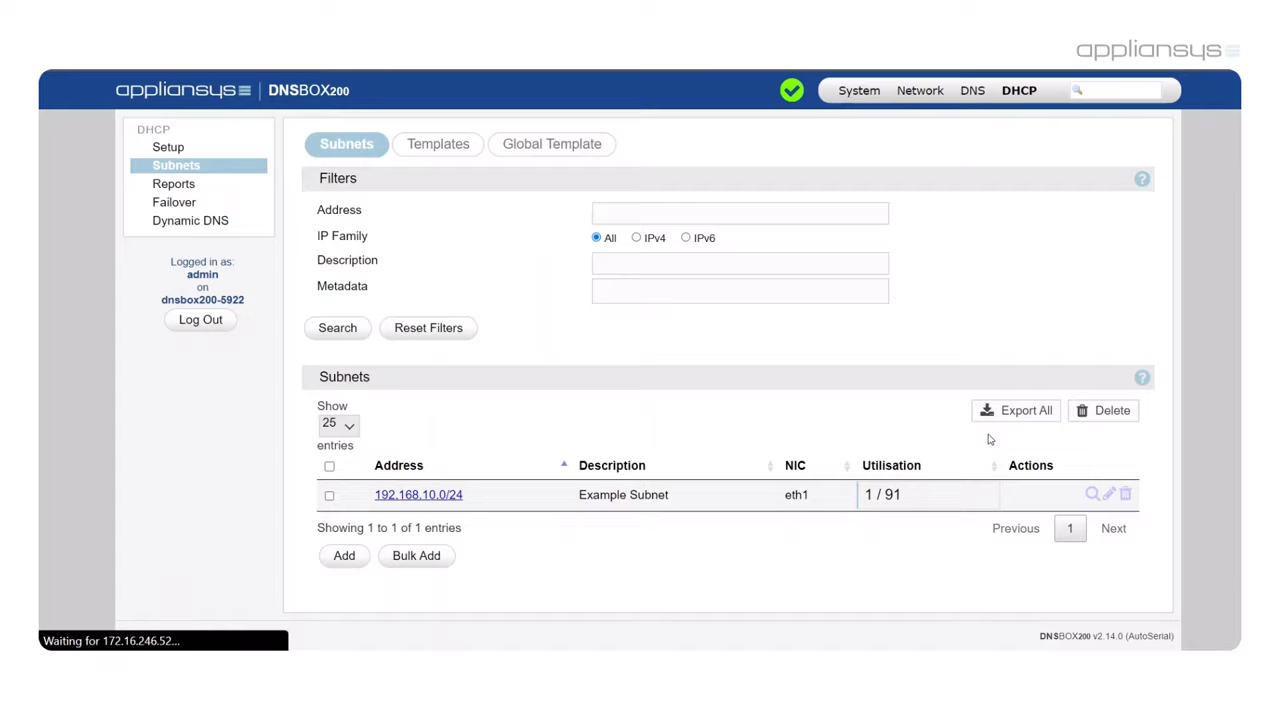 appliansys
appliansys | DNSBOX200
System Network DNS DHCP
DHCP
Setup
Subnets
Reports
Failover
Dynamic DNS
Logged in as:
admin
on
dnsbox200-5922
Log Out
Subnets Templates Global Template
Filters ?
Address
IP Family All IPv4 IPv6
Description
Metadata
Search Reset Filters
Subnets ?
Show
25
entries
Export All Delete
Address Description NIC Utilisation Actions
192.168.10.0/24 Example Subnet eth1 1 / 91
Showing 1 to 1 of 1 entries
Previous 1 Next
Add Bulk Add
Waiting for 172.16.246.52...
DNSBOX200 v2.14.0 (AutoSerial)